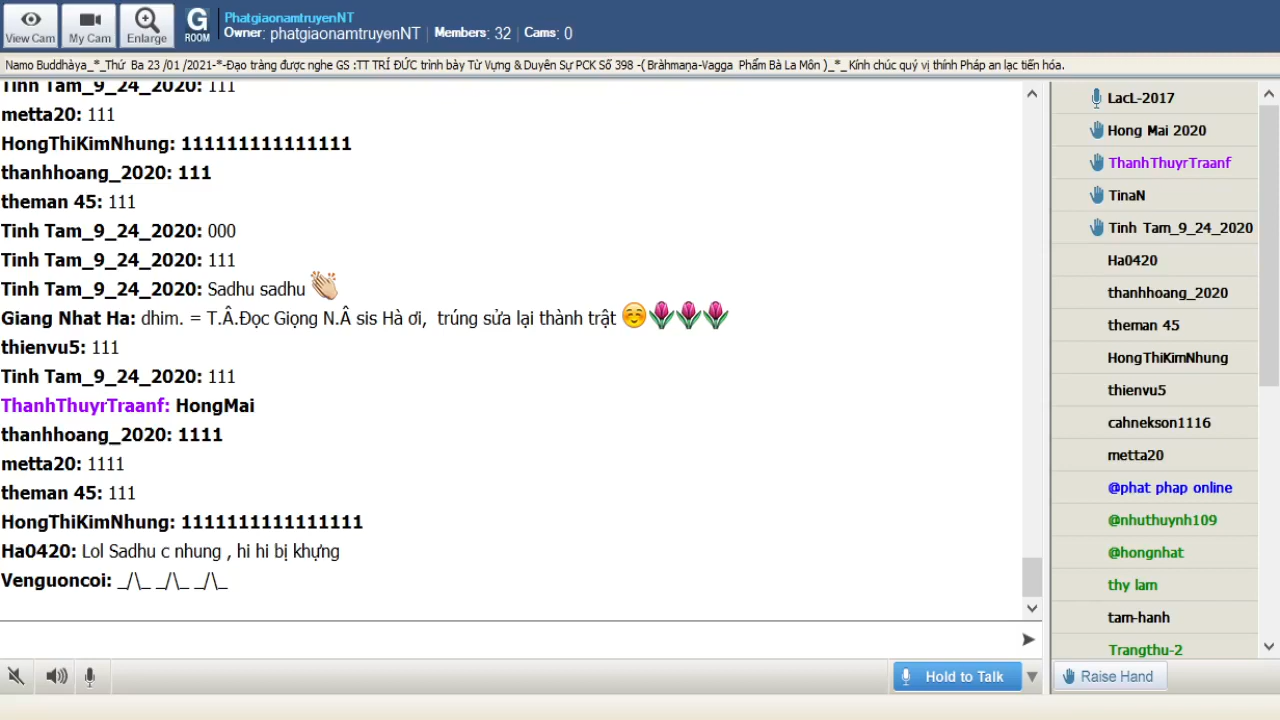 View Cam
My Cam
Enlarge
G
ROOM
PhatgiaonamtruyenNT
Owner: phatgiaonamtruyenNT | Members: 32 | Cams: 0
Namo Buddhàya_*_Thứ Ba 23 /01 /2021-*-Đạo tràng được nghe GS :TT TRÍ ĐỨC trình bày Từ Vựng & Duyên Sự PCK Số 398 -( Bràhmaṇa-Vagga Phẩm Bà La Môn )_*_ Kính chúc quý vị thính Pháp an lạc tiến hóa.
Tinh Tam_9_24_2020: 111
metta20: 111
HongThiKimNhung: 111111111111111
thanhhoang_2020: 111
theman 45: 111
Tinh Tam_9_24_2020: 000
Tinh Tam_9_24_2020: 111
Tinh Tam_9_24_2020: Sadhu sadhu
Giang Nhat Ha: dhim. = T.Â.Đọc Giọng N.Â sis Hà ơi, trúng sửa lại thành trật
thienvu5: 111
Tinh Tam_9_24_2020: 111
ThanhThuyrTraanf: HongMai
thanhhoang_2020: 1111
metta20: 1111
theman 45: 111
HongThiKimNhung: 1111111111111111
Ha0420: Lol Sadhu c nhung , hi hi bị khựng
Venguoncoi: _/\_ _/\_ _/\_
Hold to Talk
LacL-2017
Hong Mai 2020
ThanhThuyrTraanf
TinaN
Tinh Tam_9_24_2020
Ha0420
thanhhoang_2020
theman 45
HongThiKimNhung
thienvu5
cahnekson1116
metta20
@phat phap online
@nhuthuynh109
@hongnhat
thy lam
tam-hanh
Trangthu-2
Raise Hand